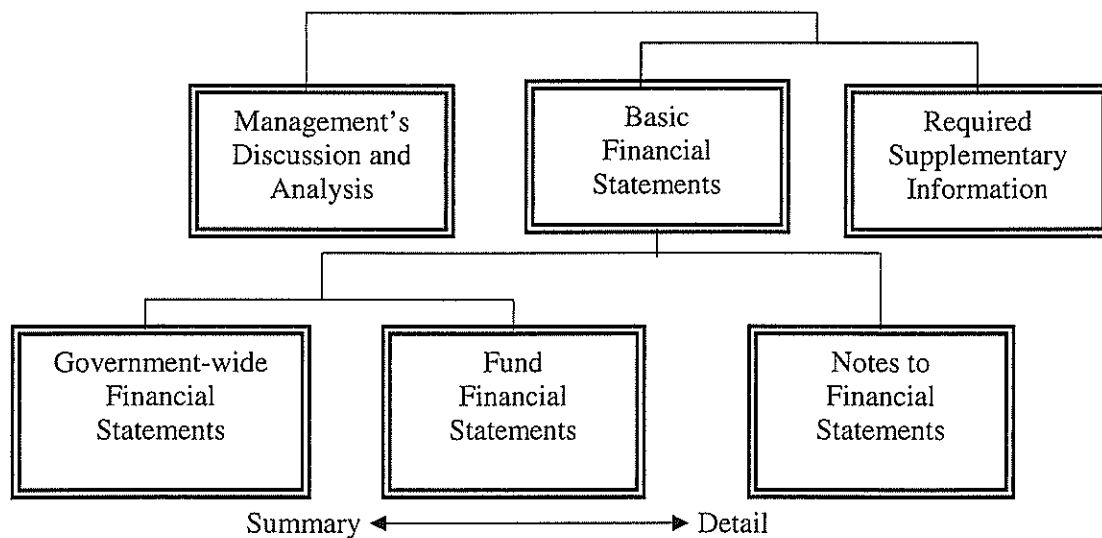 Management's
Discussion and
Analysis
Basic
Financial
Statements
Required
Supplementary
Information
Government-wide
Financial
Statements
Fund
Financial
Statements
Notes to
Financial
Statements
Summary
Detail